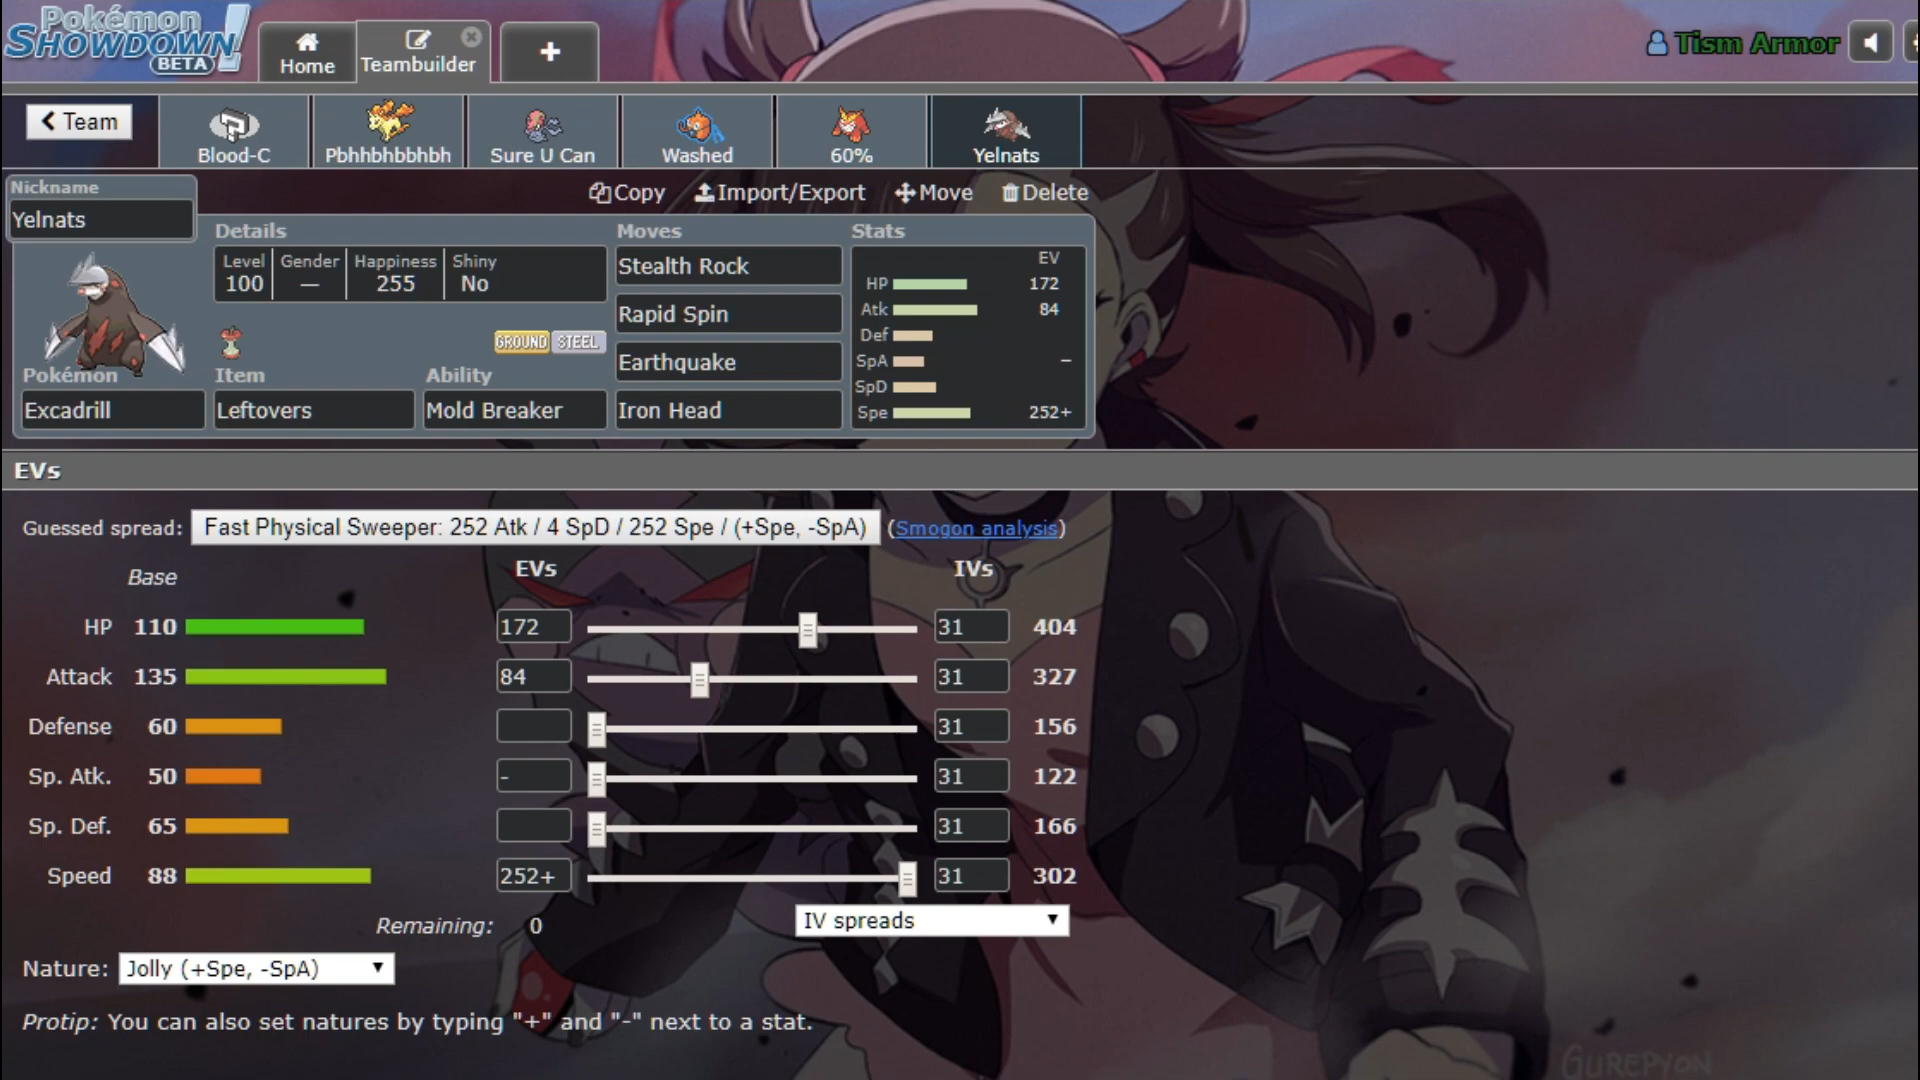 Pokémon
SHOWDOWN!
BETA
Home
Teambuilder
Tism Armor
Team
Blood-C
Pbhhbhbbhbh
Sure U Can
Washed
60%
Yelnats
Nickname
Yelnats
Copy
Import/Export
Move
Delete
Details
Level
100
Gender
—
Happiness
255
Shiny
No
GROUND STEEL
Pokémon
Excadrill
Item
Leftovers
Ability
Mold Breaker
Moves
Stealth Rock
Rapid Spin
Earthquake
Iron Head
Stats
EV
HP 172
Atk 84
Def
SpA –
SpD
Spe 252+
EVs
Guessed spread: Fast Physical Sweeper: 252 Atk / 4 SpD / 252 Spe / (+Spe, -SpA) (Smogon analysis)
Base EVs IVs
HP 110 172 31 404
Attack 135 84 31 327
Defense 60 31 156
Sp. Atk. 50 - 31 122
Sp. Def. 65 31 166
Speed 88 252+ 31 302
Remaining: 0
IV spreads
Nature: Jolly (+Spe, -SpA)
Protip: You can also set natures by typing "+" and "-" next to a stat.
GUREPYON